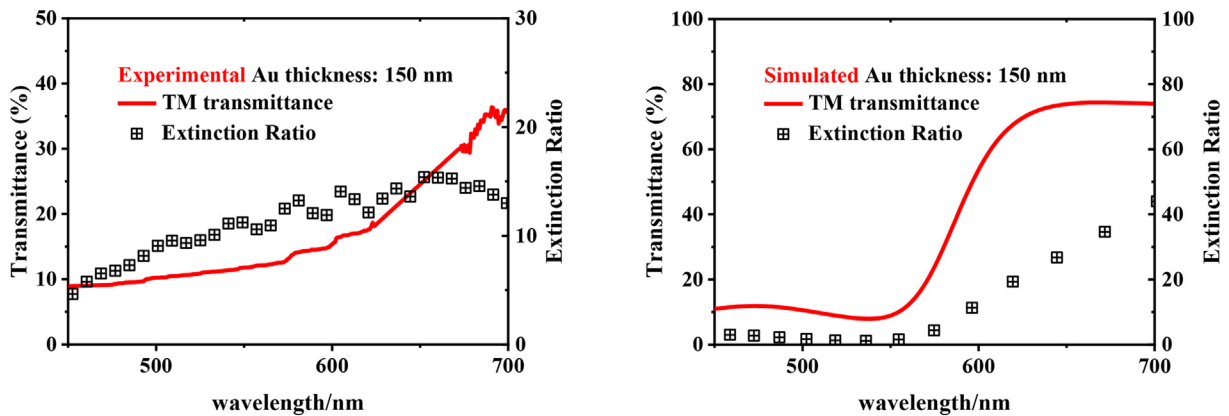 50
40
30
20
10
0
Transmittance (%)
Experimental Au thickness: 150 nm
TM transmittance
Extinction Ratio
30
20
10
0
Extinction Ratio
500
600
700
wavelength/nm
100
80
60
40
20
0
Transmittance (%)
Simulated Au thickness: 150 nm
TM transmittance
Extinction Ratio
100
80
60
40
20
0
Extinction Ratio
500
600
700
wavelength/nm